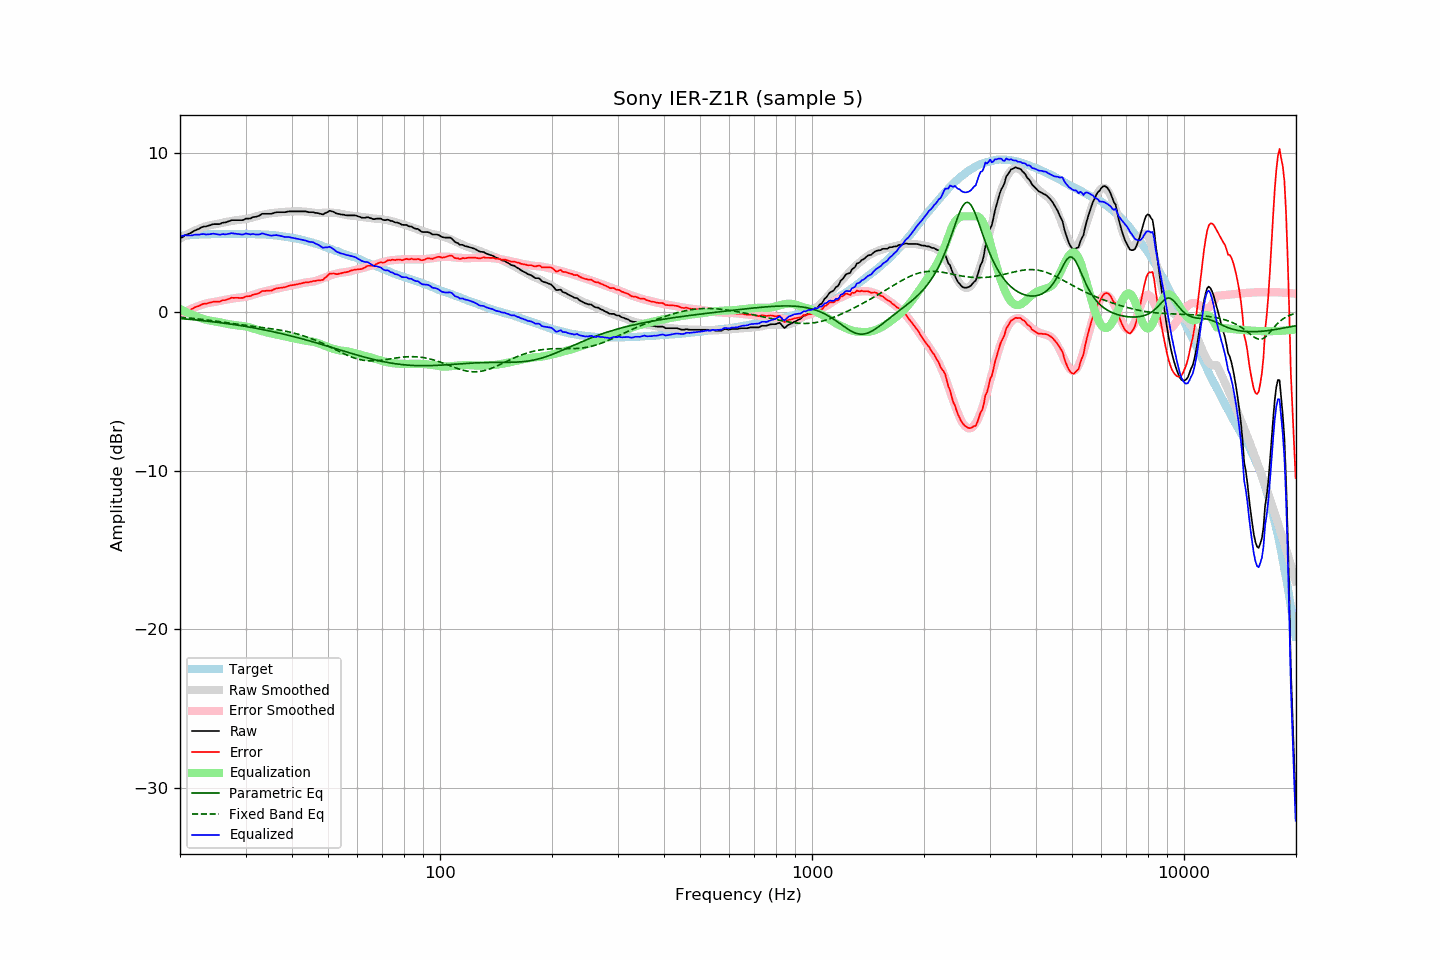 Sony IER-Z1R (sample 5)
10
0
−10
−20
−30
Amplitude (dBr)
Target
Raw Smoothed
Error Smoothed
Raw
Error
Equalization
Parametric Eq
Fixed Band Eq
Equalized
100
1000
10000
Frequency (Hz)